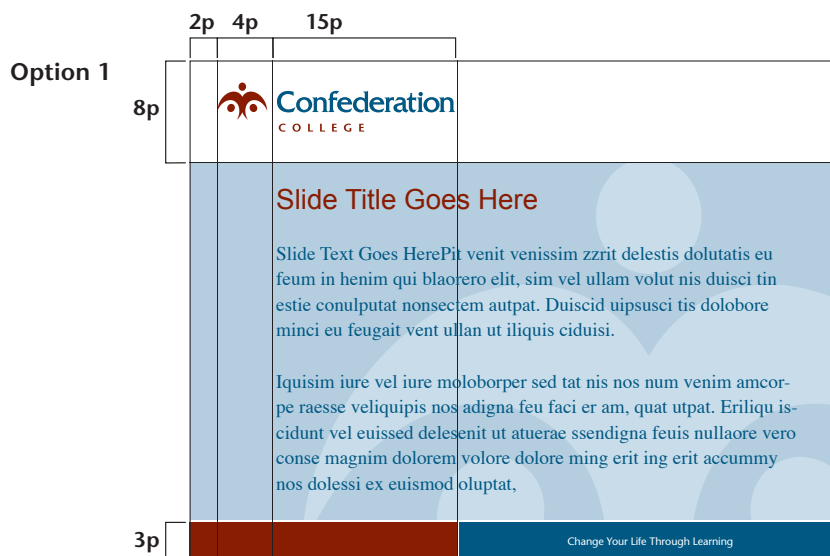 2p 4p 15p
Option 1
8p
Confederation
COLLEGE
Slide Title Goes Here
Slide Text Goes HerePit venit venissim zzrit delestis dolutatis eu
feum in henim qui blaorero elit, sim vel ullam volut nis duisci tin
estie conulputat nonsectem autpat. Duiscid uipsusci tis dolobore
minci eu feugait vent ullan ut iliquis ciduisi.
Iquisim iure vel iure moloborper sed tat nis nos num venim amcor-
pe raesse veliquipis nos adigna feu faci er am, quat utpat. Eriliqu is-
cidunt vel euissed delesenit ut atuerae ssendigna feuis nullaore vero
conse magnim dolorem volore dolore ming erit ing erit accummy
nos dolessi ex euismod oluptat,
3p
Change Your Life Through Learning